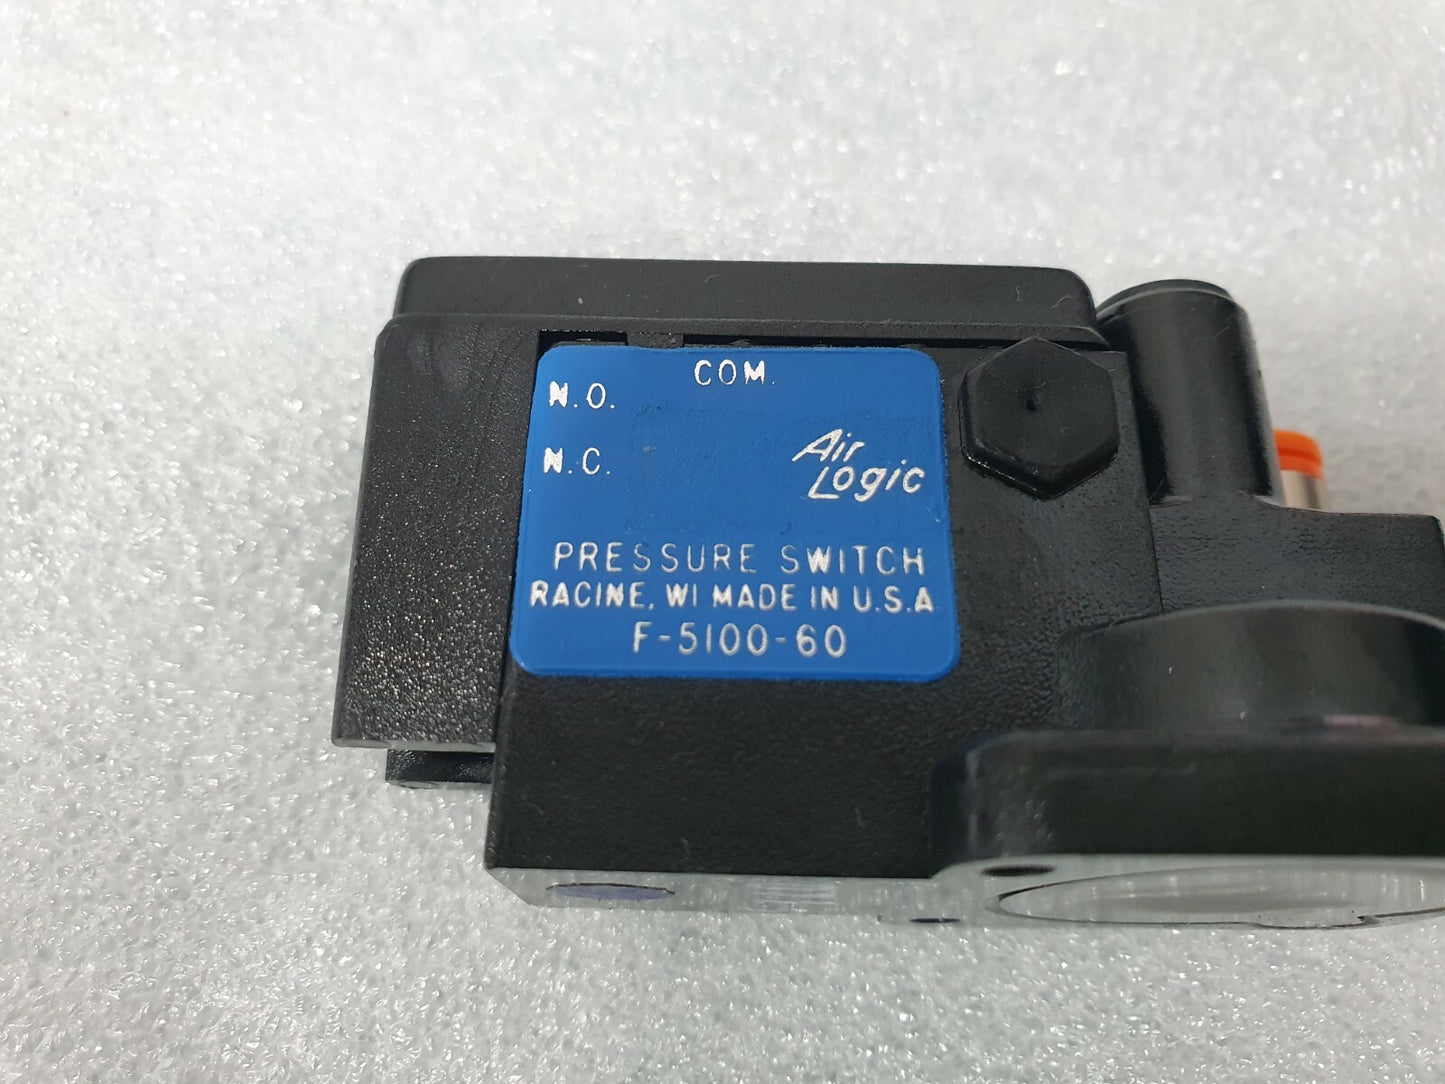 COM.
N.O.
N.C.
Air
Logic
PRESSURE SWITCH
RACINE, WI MADE IN U.S.A
F-5100-60